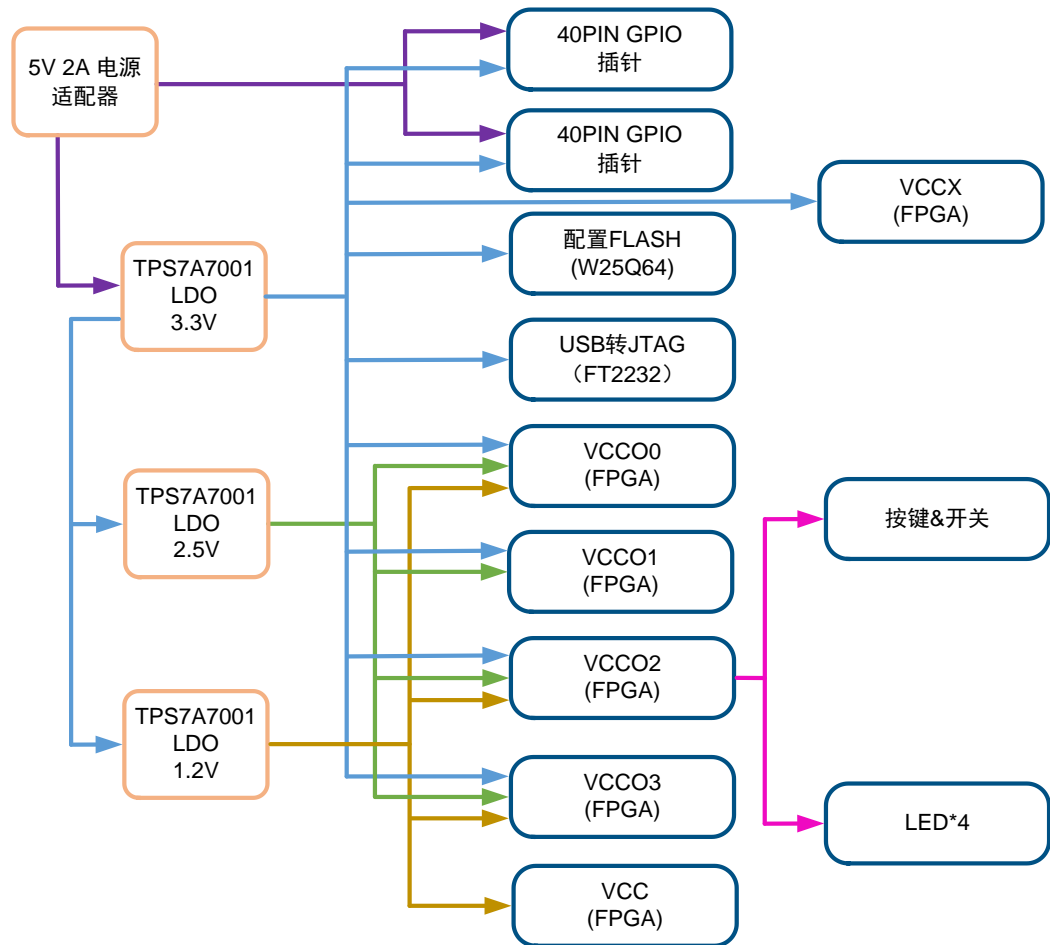 5V 2A 电源
适配器
40PIN GPIO
插针
40PIN GPIO
插针
VCCX
(FPGA)
TPS7A7001
LDO
3.3V
配置FLASH
(W25Q64)
USB转JTAG
（FT2232）
VCCO0
(FPGA)
TPS7A7001
LDO
2.5V
按键&开关
VCCO1
(FPGA)
VCCO2
(FPGA)
TPS7A7001
LDO
1.2V
VCCO3
(FPGA)
LED*4
VCC
(FPGA)